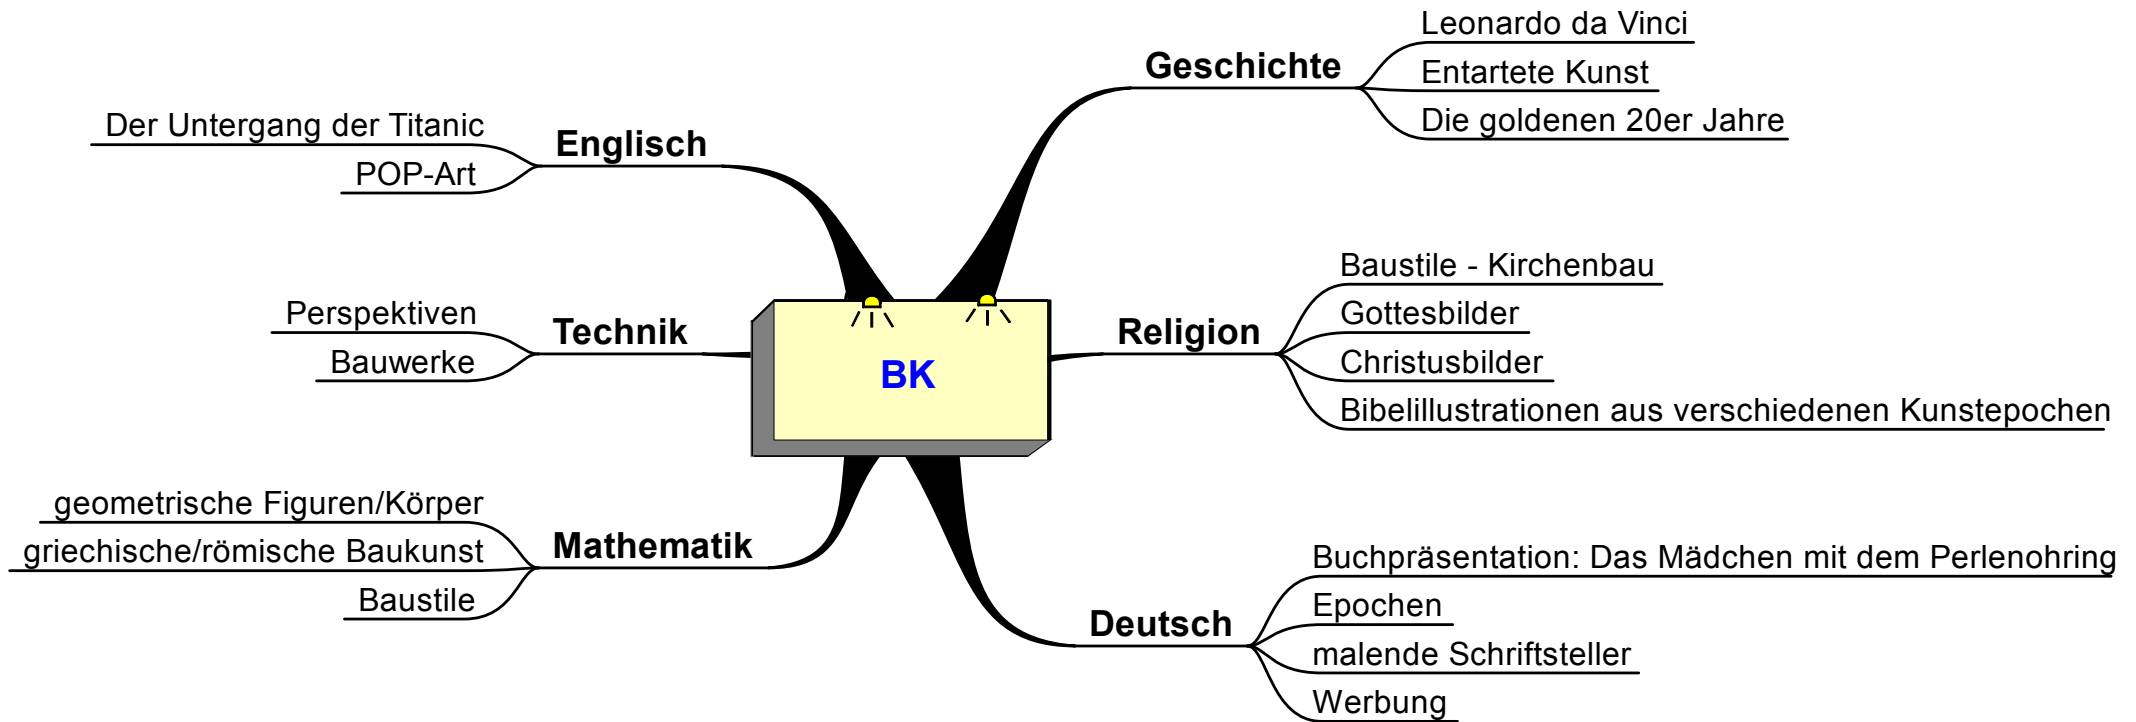 Geschichte
Leonardo da Vinci
Entartete Kunst
Die goldenen 20er Jahre
Englisch
Der Untergang der Titanic
POP-Art
Technik
Perspektiven
Bauwerke
BK
Religion
Baustile - Kirchenbau
Gottesbilder
Christusbilder
Bibelillustrationen aus verschiedenen Kunstepochen
Mathematik
geometrische Figuren/Körper
griechische/römische Baukunst
Baustile
Deutsch
Buchpräsentation: Das Mädchen mit dem Perlenohring
Epochen
malende Schriftsteller
Werbung